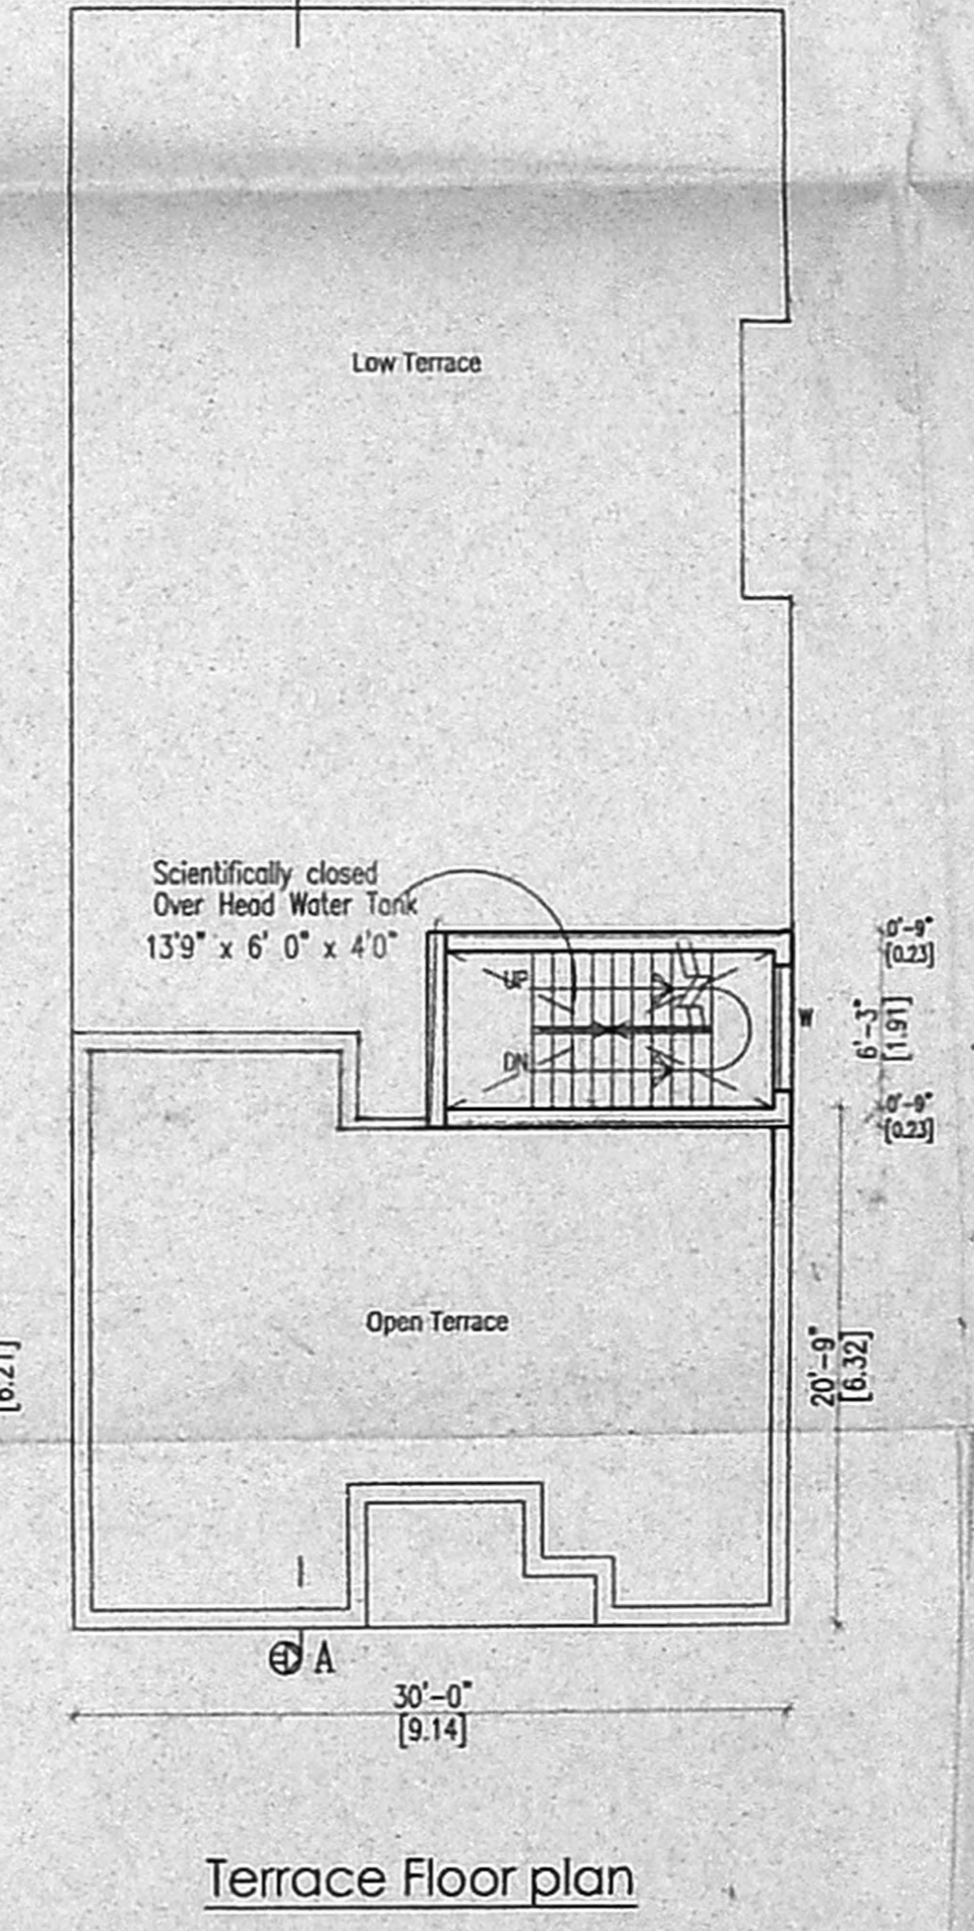 Low Terrace
Scientifically closed
Over Head Water Tank
13'9" x 6' 0" x 4'0"
UP
DN
W
0'-9"
[0.23]
6'-3"
[1.91]
0'-9"
[0.23]
Open Terrace
20'-9"
[6.32]
6.21]
A
30'-0"
[9.14]
Terrace Floor plan